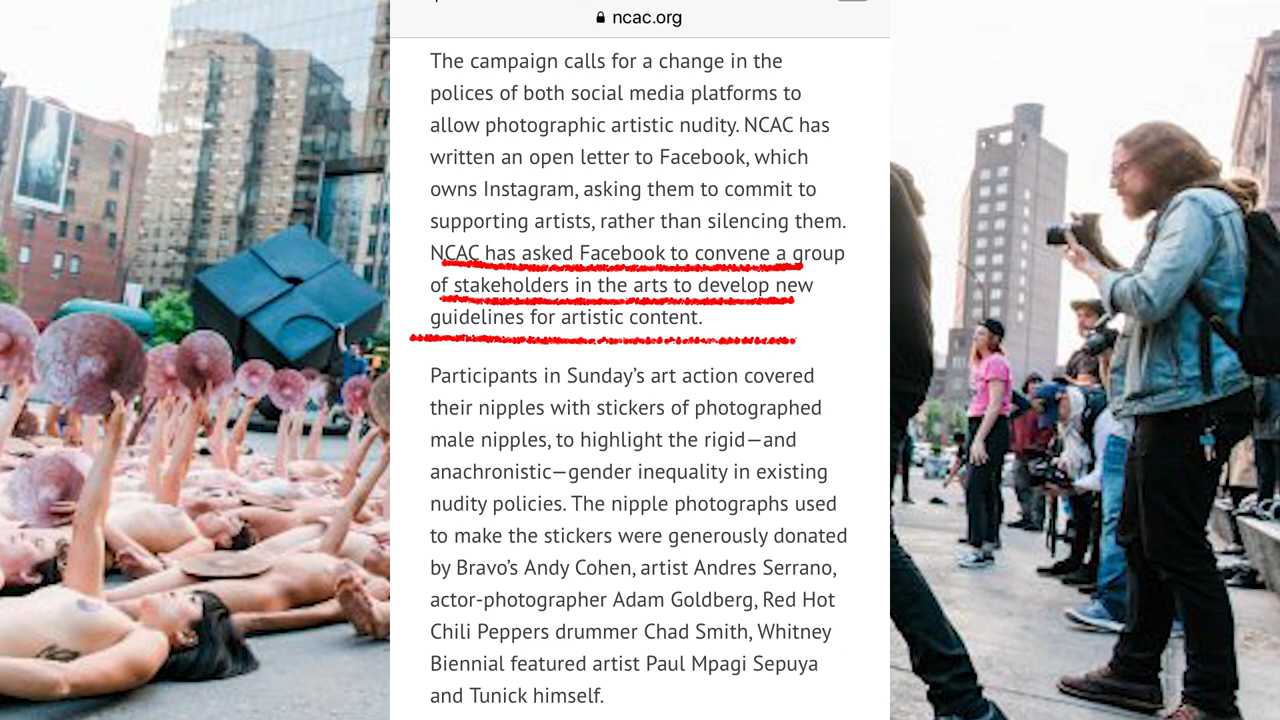 ncac.org
The campaign calls for a change in the
polices of both social media platforms to
allow photographic artistic nudity. NCAC has
written an open letter to Facebook, which
owns Instagram, asking them to commit to
supporting artists, rather than silencing them.
NCAC has asked Facebook to convene a group
of stakeholders in the arts to develop new
guidelines for artistic content.
Participants in Sunday’s art action covered
their nipples with stickers of photographed
male nipples, to highlight the rigid—and
anachronistic—gender inequality in existing
nudity policies. The nipple photographs used
to make the stickers were generously donated
by Bravo’s Andy Cohen, artist Andres Serrano,
actor-photographer Adam Goldberg, Red Hot
Chili Peppers drummer Chad Smith, Whitney
Biennial featured artist Paul Mpagi Sepuya
and Tunick himself.